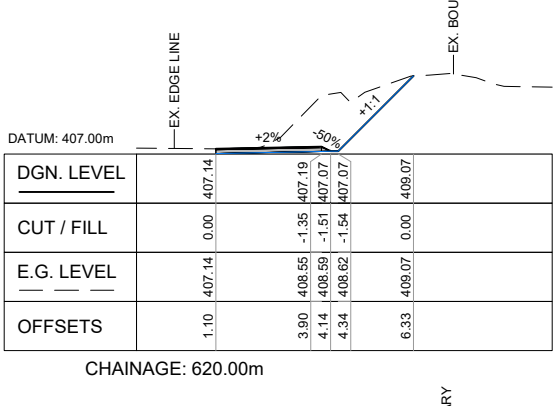 EX. EDGE LINE
EX. BOU
+2%
-50%
+1:1
DATUM: 407.00m
DGN. LEVEL 407.14 407.19 407.07 407.07 409.07
CUT / FILL 0.00 -1.35 -1.51 -1.54 0.00
E.G. LEVEL 407.14 408.55 408.59 408.62 409.07
OFFSETS 1.10 3.90 4.14 4.34 6.33
CHAINAGE: 620.00m
RY